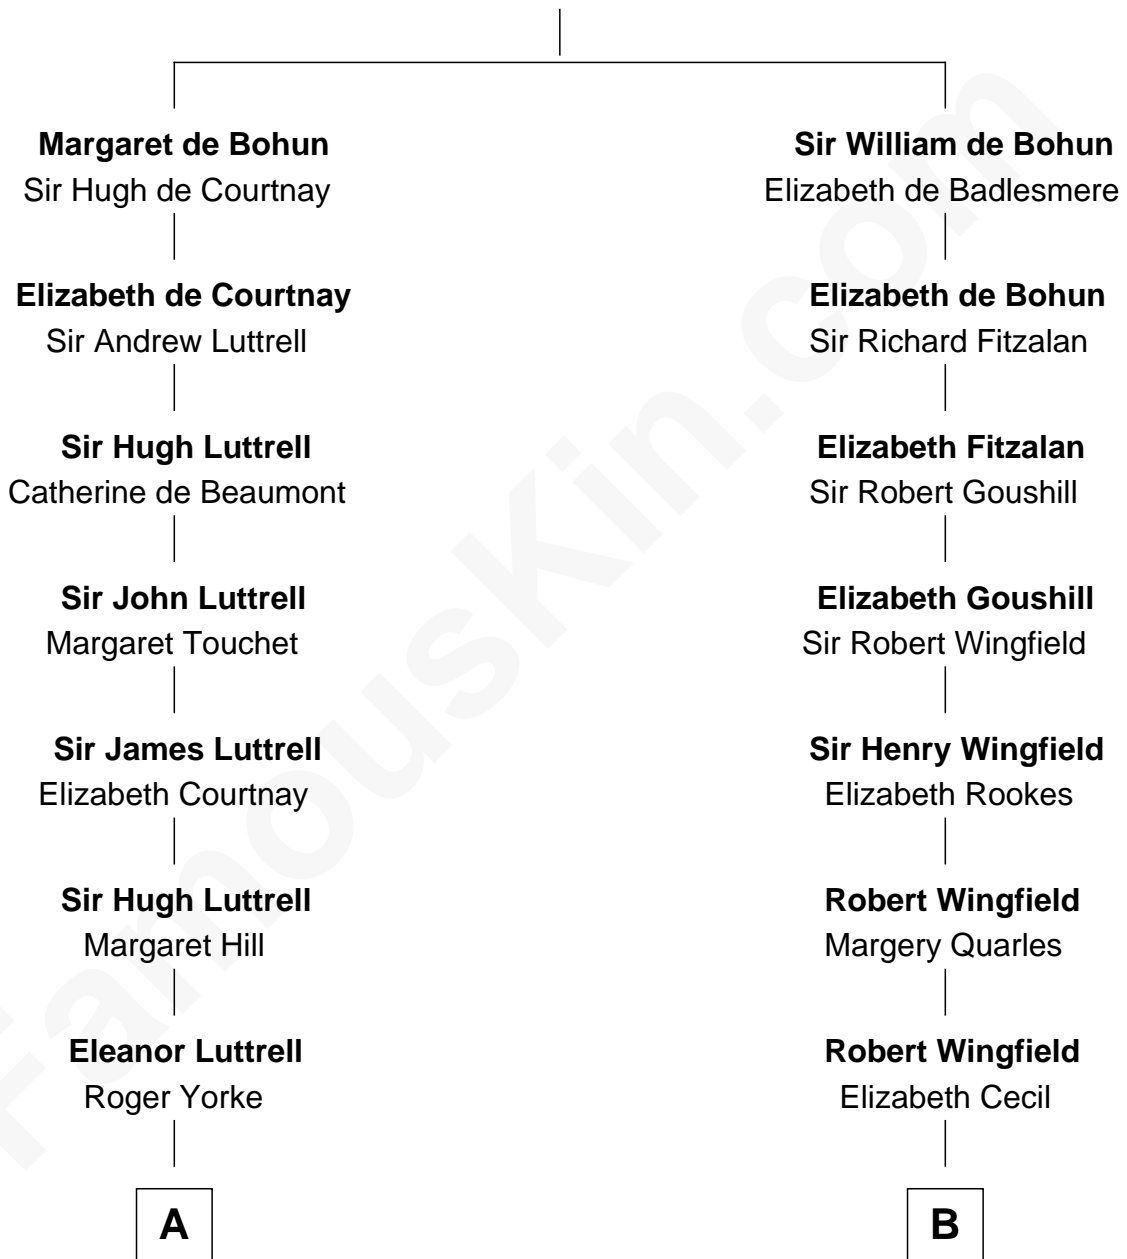 Margaret de Bohun
Sir Hugh de Courtnay
Sir William de Bohun
Elizabeth de Badlesmere
Elizabeth de Courtnay
Sir Andrew Luttrell
Elizabeth de Bohun
Sir Richard Fitzalan
Sir Hugh Luttrell
Catherine de Beaumont
Elizabeth Fitzalan
Sir Robert Goushill
Sir John Luttrell
Margaret Touchet
Elizabeth Goushill
Sir Robert Wingfield
Sir James Luttrell
Elizabeth Courtnay
Sir Henry Wingfield
Elizabeth Rookes
Sir Hugh Luttrell
Margaret Hill
Robert Wingfield
Margery Quarles
Eleanor Luttrell
Roger Yorke
Robert Wingfield
Elizabeth Cecil
A
B
FamousKin.com